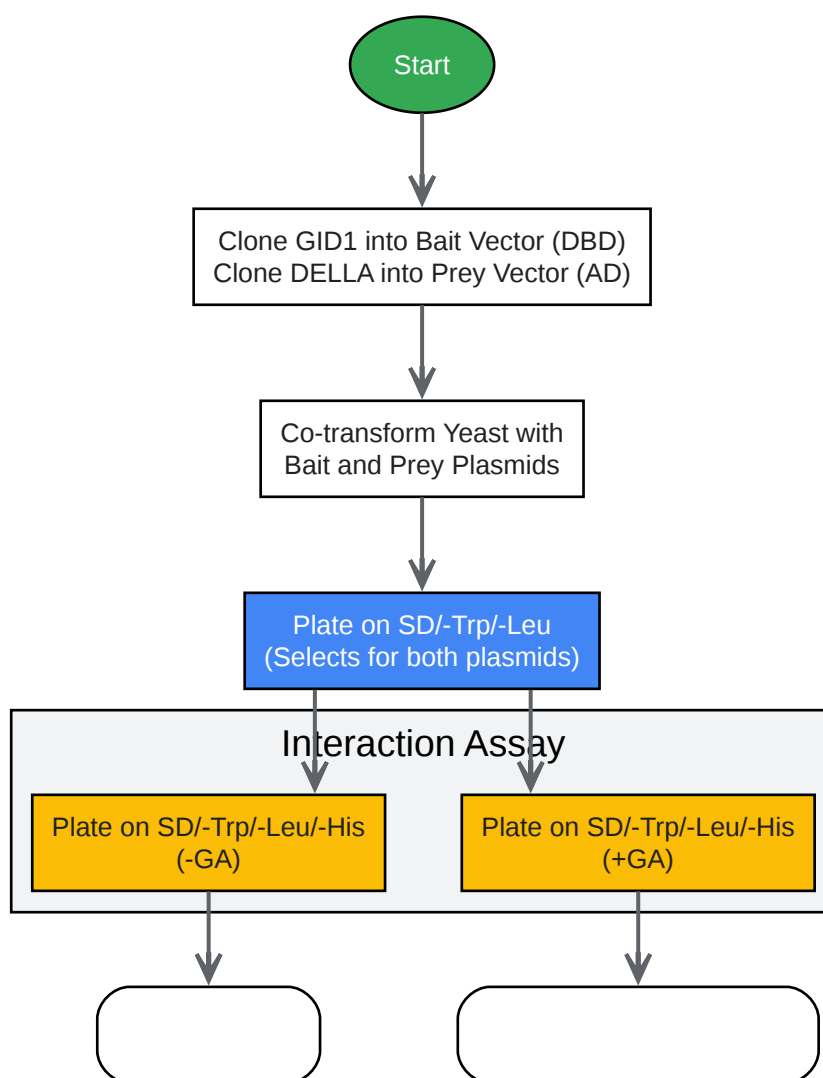 Start
Clone GID1 into Bait Vector (DBD)
Clone DELLA into Prey Vector (AD)
Co-transform Yeast with
Bait and Prey Plasmids
Plate on SD/-Trp/-Leu
(Selects for both plasmids)
Interaction Assay
Plate on SD/-Trp/-Leu/-His
(-GA)
Plate on SD/-Trp/-Leu/-His
(+GA)